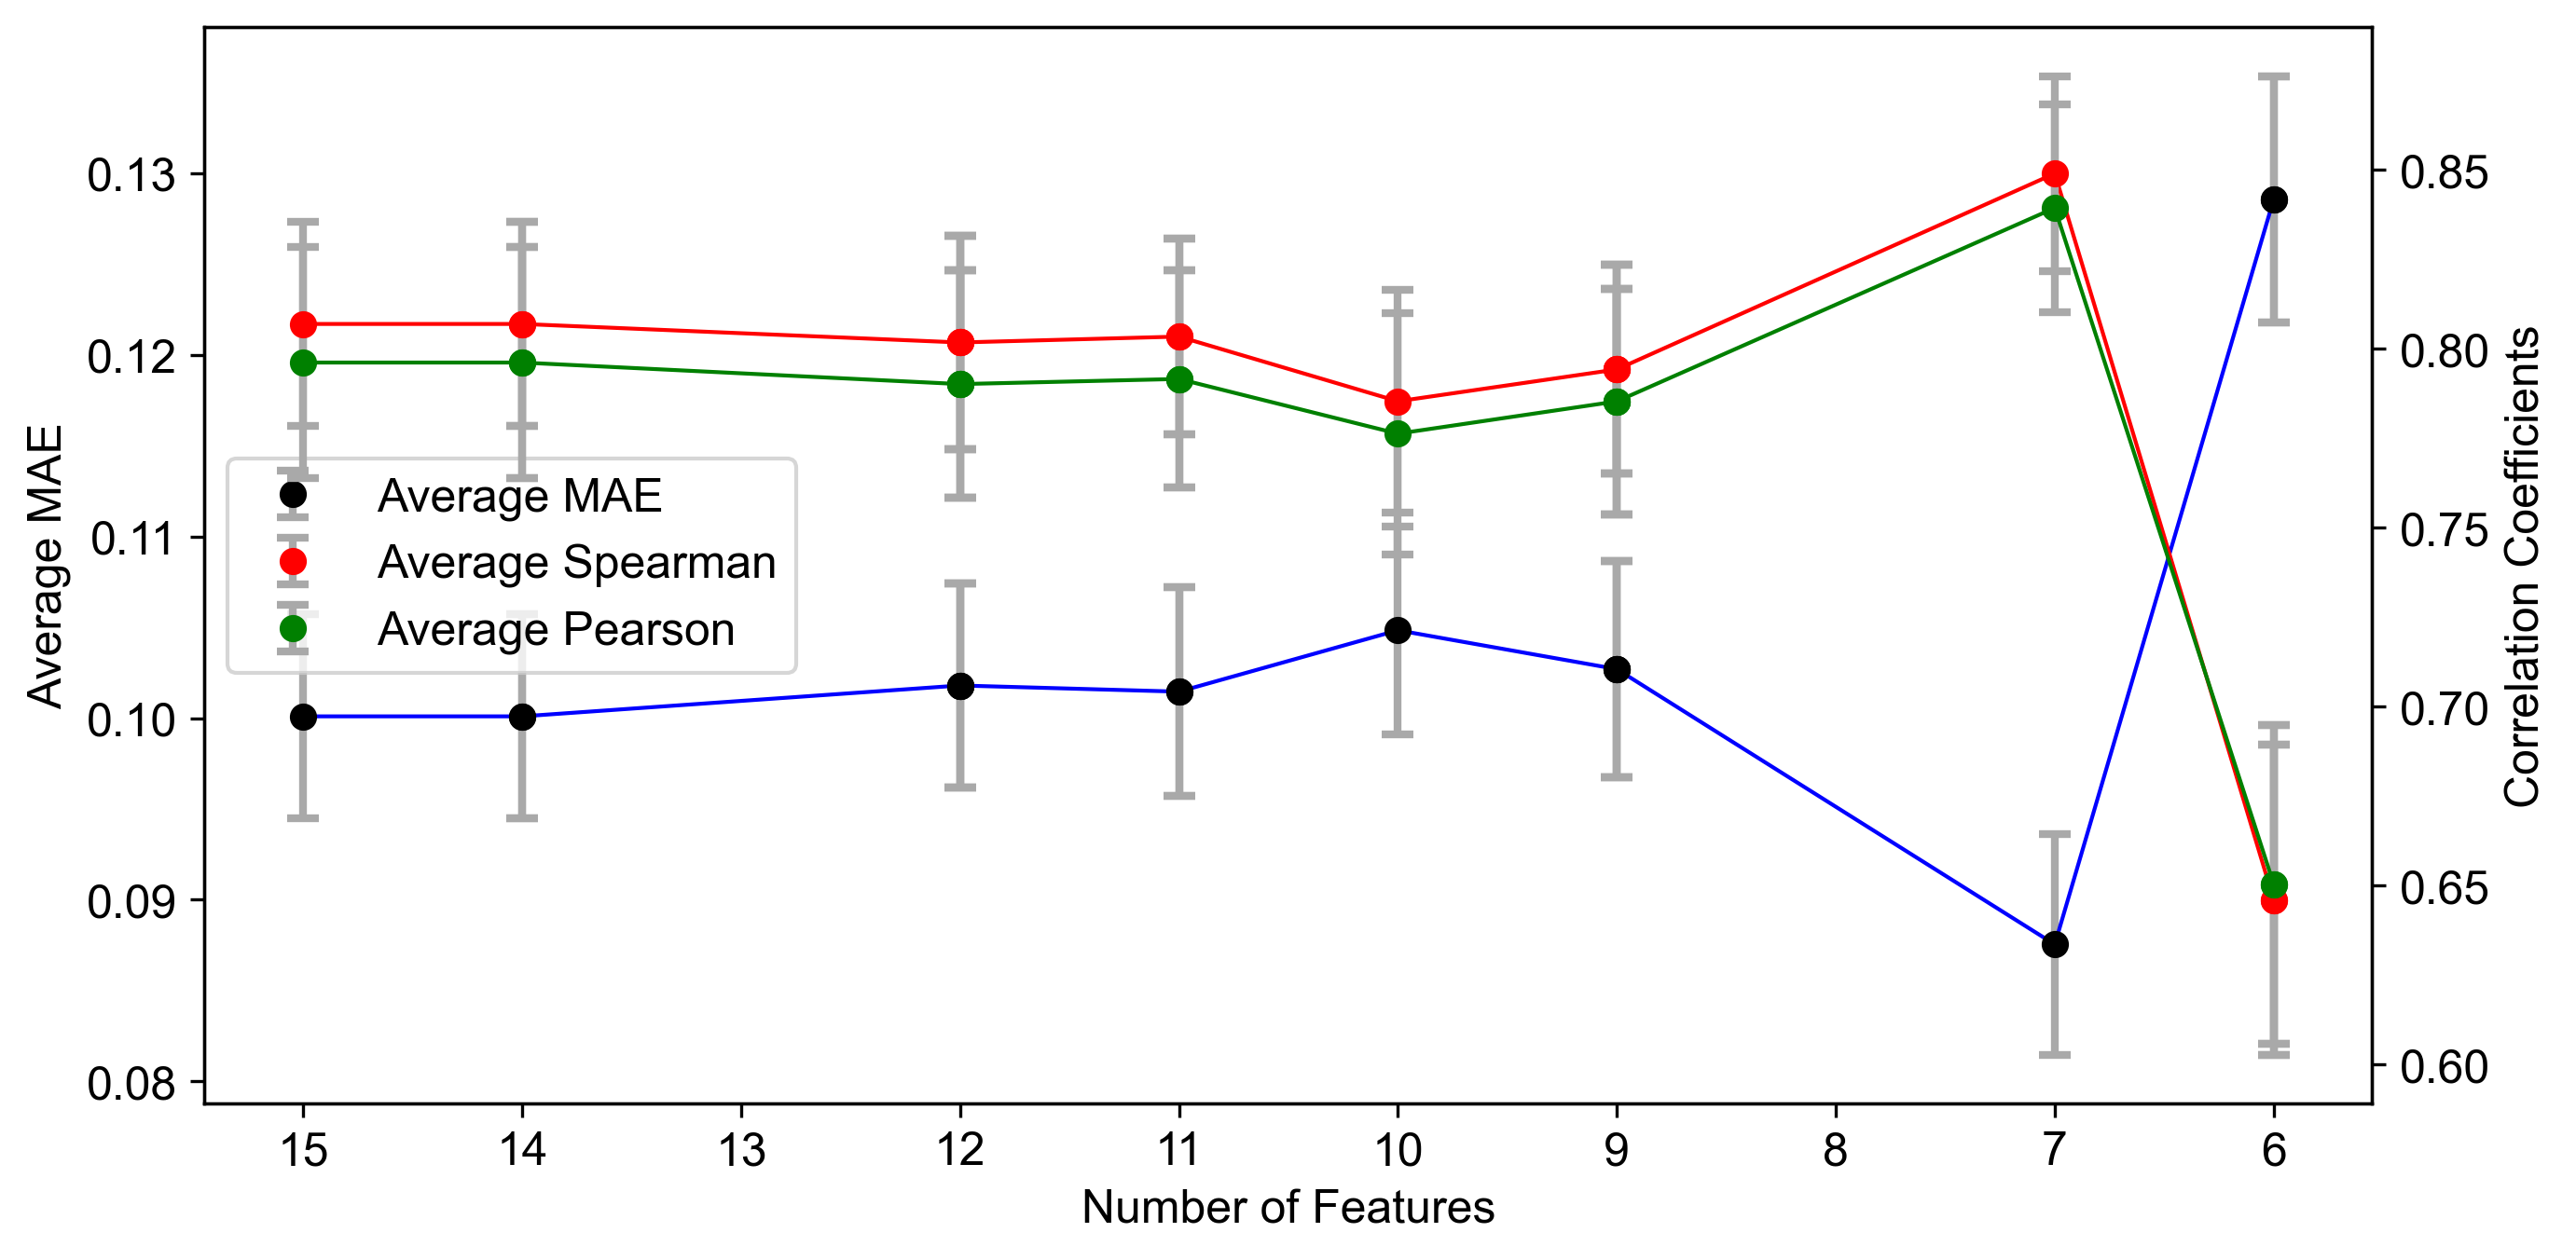 0.13
0.12
0.11
0.10
0.09
0.08
Average MAE
0.85
0.80
0.75
0.70
0.65
0.60
Correlation Coefficients
Average MAE
Average Spearman
Average Pearson
15 14 13 12 11 10 9 8 7 6
Number of Features